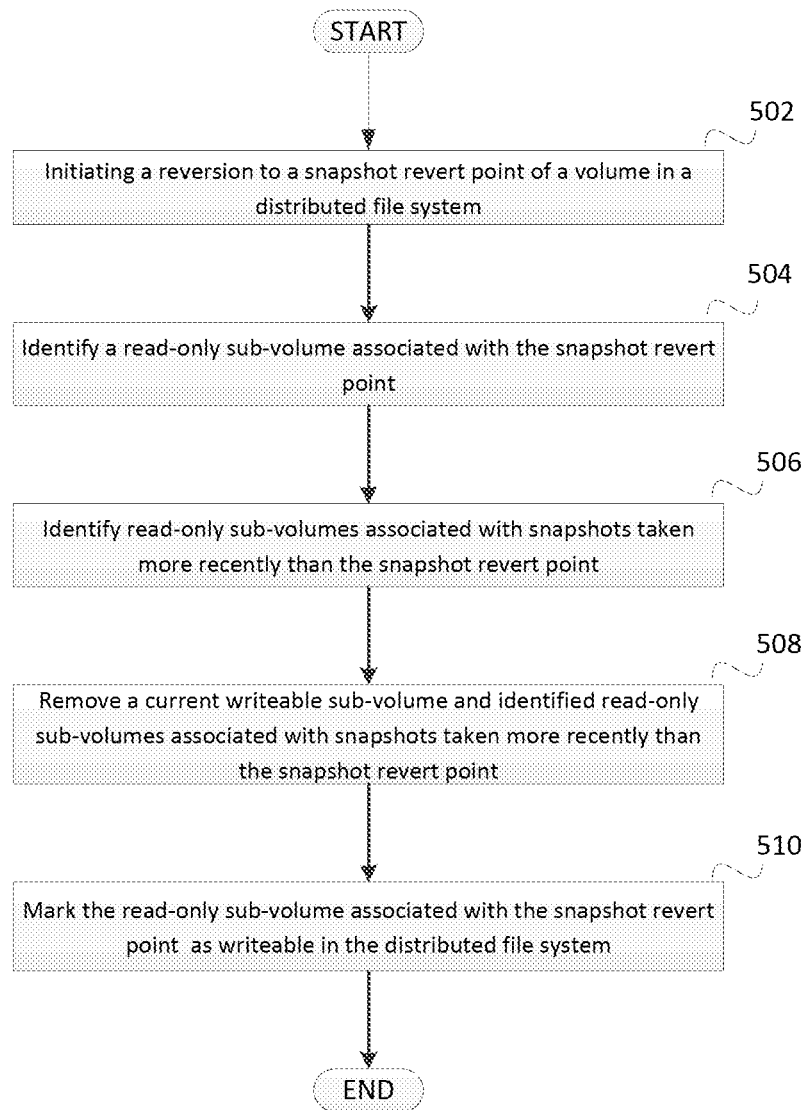 START
502
Initiating a reversion to a snapshot revert point of a volume in a
distributed file system
504
Identify a read-only sub-volume associated with the snapshot revert
point
506
Identify read-only sub-volumes associated with snapshots taken
more recently than the snapshot revert point
508
Remove a current writeable sub-volume and identified read-only
sub-volumes associated with snapshots taken more recently than
the snapshot revert point
510
Mark the read-only sub-volume associated with the snapshot revert
point as writeable in the distributed file system
END